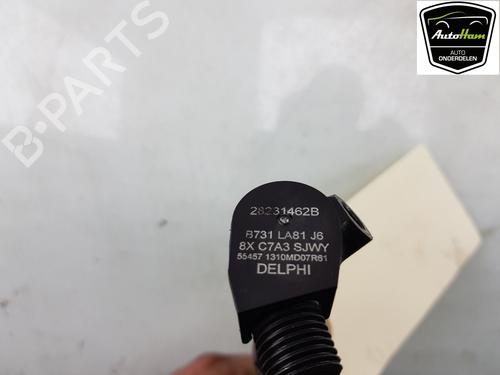 B-PARTS
AutoHam
AUTO
ONDERDELEN
28231462B
B731 LA81 J6
8X C7A3 SJWY
55457 1310MD07R61
DELPHI